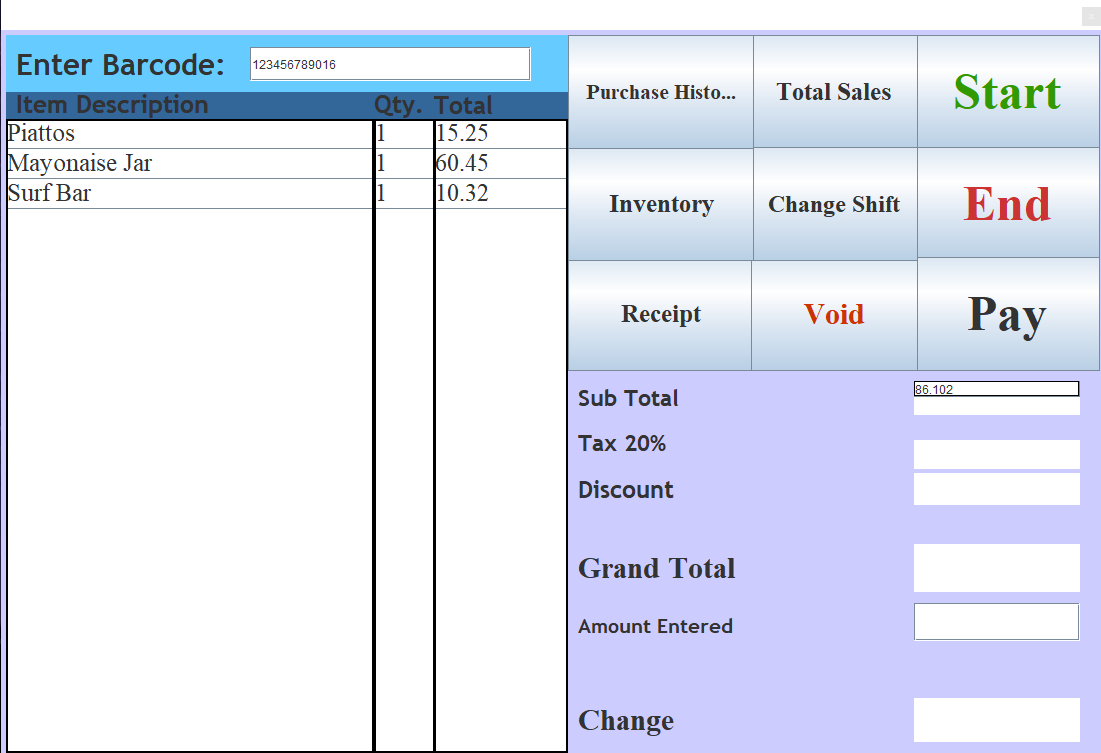 Enter Barcode: 123456789016
Item Description Qty. Total
Piattos 1 15.25
Mayonaise Jar 1 60.45
Surf Bar 1 10.32
Purchase Histo... Total Sales Start
Inventory Change Shift End
Receipt Void Pay
Sub Total 86.102
Tax 20%
Discount
Grand Total
Amount Entered
Change